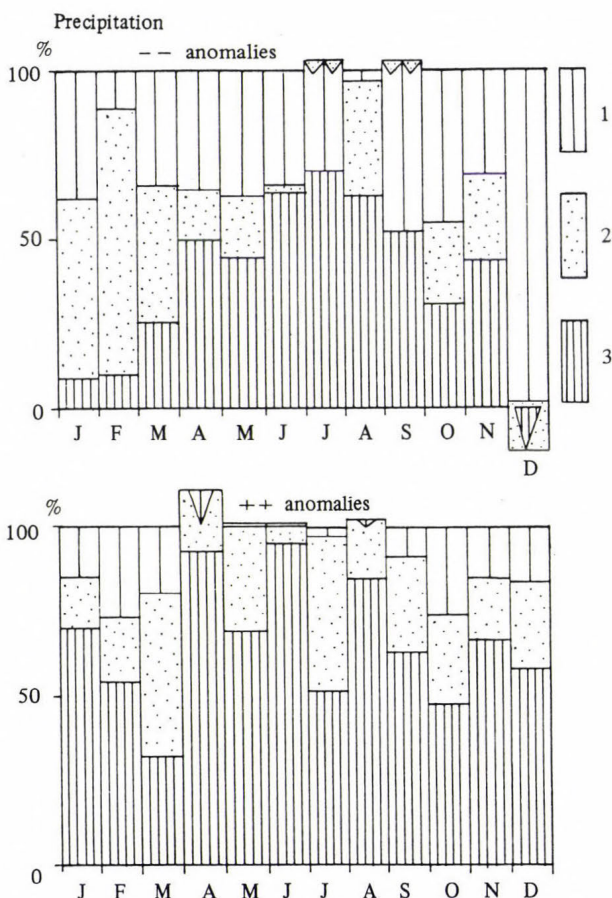 Precipitation
% −− anomalies
100
50
0
J F M A M J J A S O N D
1
2
3
% ++ anomalies
100
50
0
J F M A M J J A S O N D